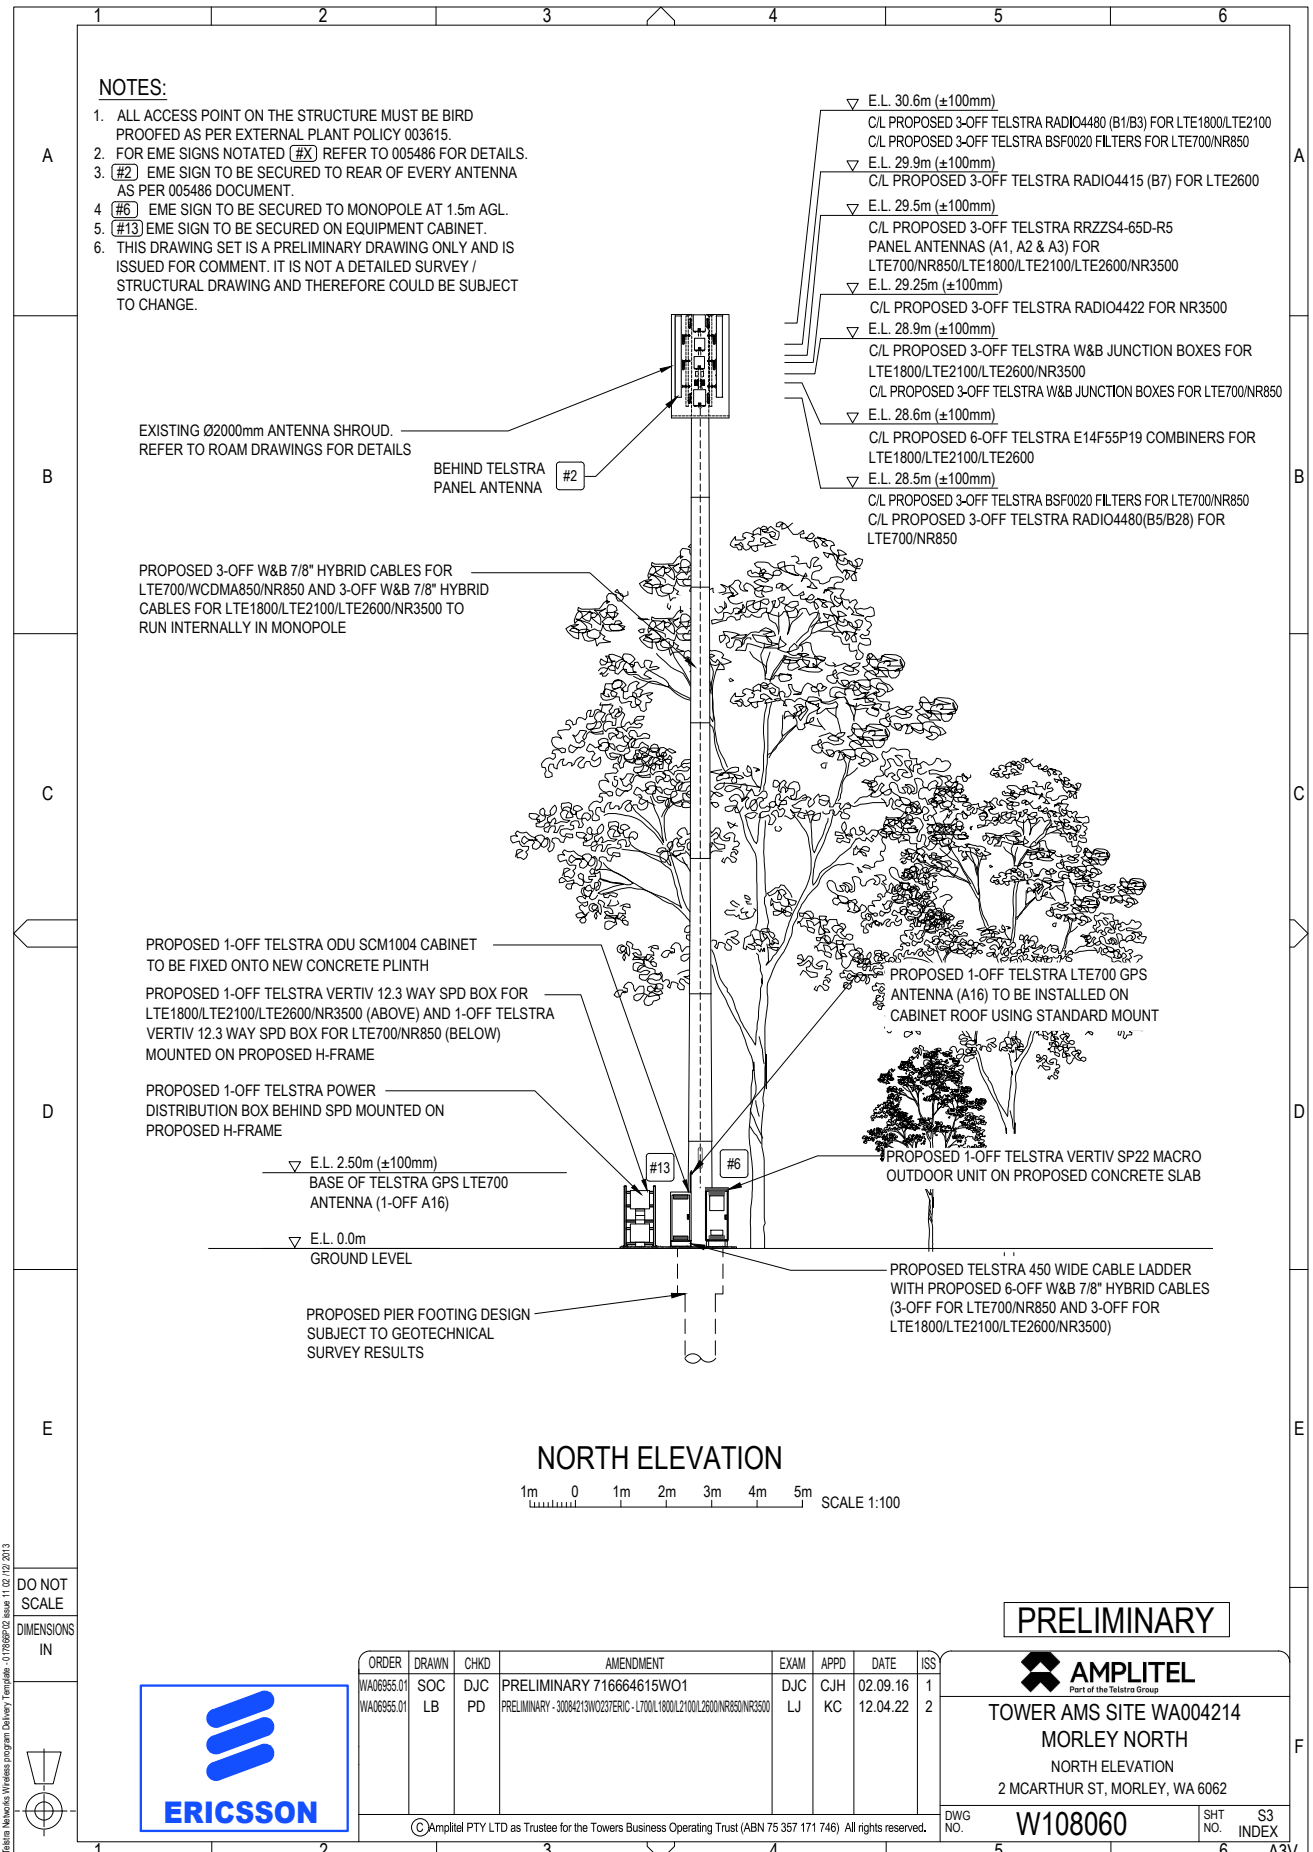 1 2 3 4 5 6
NOTES:
1. ALL ACCESS POINT ON THE STRUCTURE MUST BE BIRD
PROOFED AS PER EXTERNAL PLANT POLICY 003615.
2. FOR EME SIGNS NOTATED #X REFER TO 005486 FOR DETAILS.
3. #2 EME SIGN TO BE SECURED TO REAR OF EVERY ANTENNA
AS PER 005486 DOCUMENT.
4 #6 EME SIGN TO BE SECURED TO MONOPOLE AT 1.5m AGL.
5. #13 EME SIGN TO BE SECURED ON EQUIPMENT CABINET.
6. THIS DRAWING SET IS A PRELIMINARY DRAWING ONLY AND IS
ISSUED FOR COMMENT. IT IS NOT A DETAILED SURVEY /
STRUCTURAL DRAWING AND THEREFORE COULD BE SUBJECT
TO CHANGE.
E.L. 30.6m (±100mm)
C/L PROPOSED 3-OFF TELSTRA RADIO4480 (B1/B3) FOR LTE1800/LTE2100
C/L PROPOSED 3-OFF TELSTRA BSF0020 FILTERS FOR LTE700/NR850
E.L. 29.9m (±100mm)
C/L PROPOSED 3-OFF TELSTRA RADIO4415 (B7) FOR LTE2600
E.L. 29.5m (±100mm)
C/L PROPOSED 3-OFF TELSTRA RRZZS4-65D-R5
PANEL ANTENNAS (A1, A2 & A3) FOR
LTE700/NR850/LTE1800/LTE2100/LTE2600/NR3500
E.L. 29.25m (±100mm)
C/L PROPOSED 3-OFF TELSTRA RADIO4422 FOR NR3500
E.L. 28.9m (±100mm)
C/L PROPOSED 3-OFF TELSTRA W&B JUNCTION BOXES FOR
LTE1800/LTE2100/LTE2600/NR3500
C/L PROPOSED 3-OFF TELSTRA W&B JUNCTION BOXES FOR LTE700/NR850
E.L. 28.6m (±100mm)
C/L PROPOSED 6-OFF TELSTRA E14F55P19 COMBINERS FOR
LTE1800/LTE2100/LTE2600
E.L. 28.5m (±100mm)
C/L PROPOSED 3-OFF TELSTRA BSF0020 FILTERS FOR LTE700/NR850
C/L PROPOSED 3-OFF TELSTRA RADIO4480(B5/B28) FOR
LTE700/NR850
EXISTING Ø2000mm ANTENNA SHROUD.
REFER TO ROAM DRAWINGS FOR DETAILS
BEHIND TELSTRA
PANEL ANTENNA
#2
PROPOSED 3-OFF W&B 7/8" HYBRID CABLES FOR
LTE700/WCDMA850/NR850 AND 3-OFF W&B 7/8" HYBRID
CABLES FOR LTE1800/LTE2100/LTE2600/NR3500 TO
RUN INTERNALLY IN MONOPOLE
PROPOSED 1-OFF TELSTRA ODU SCM1004 CABINET
TO BE FIXED ONTO NEW CONCRETE PLINTH
PROPOSED 1-OFF TELSTRA VERTIV 12.3 WAY SPD BOX FOR
LTE1800/LTE2100/LTE2600/NR3500 (ABOVE) AND 1-OFF TELSTRA
VERTIV 12.3 WAY SPD BOX FOR LTE700/NR850 (BELOW)
MOUNTED ON PROPOSED H-FRAME
PROPOSED 1-OFF TELSTRA POWER
DISTRIBUTION BOX BEHIND SPD MOUNTED ON
PROPOSED H-FRAME
E.L. 2.50m (±100mm)
BASE OF TELSTRA GPS LTE700
ANTENNA (1-OFF A16)
E.L. 0.0m
GROUND LEVEL
#13
#6
PROPOSED 1-OFF TELSTRA LTE700 GPS
ANTENNA (A16) TO BE INSTALLED ON
CABINET ROOF USING STANDARD MOUNT
PROPOSED 1-OFF TELSTRA VERTIV SP22 MACRO
OUTDOOR UNIT ON PROPOSED CONCRETE SLAB
PROPOSED TELSTRA 450 WIDE CABLE LADDER
WITH PROPOSED 6-OFF W&B 7/8" HYBRID CABLES
(3-OFF FOR LTE700/NR850 AND 3-OFF FOR
LTE1800/LTE2100/LTE2600/NR3500)
PROPOSED PIER FOOTING DESIGN
SUBJECT TO GEOTECHNICAL
SURVEY RESULTS
NORTH ELEVATION
1m 0 1m 2m 3m 4m 5m
SCALE 1:100
A A
B B
C C
D D
E E
F
DO NOT
SCALE
DIMENSIONS
IN
Telstra Networks Wireless program Delivery Template - 017866P02 issue 11 02 /12/ 2013
PRELIMINARY
ERICSSON
ORDER DRAWN CHKD AMENDMENT EXAM APPD DATE ISS
WA06955.01 SOC DJC PRELIMINARY 716664615WO1 DJC CJH 02.09.16 1
WA06955.01 LB PD PRELIMINARY - 30084213WO237ERIC - L700/L1800/L2100/L2600/NR850/NR3500 LJ KC 12.04.22 2
© Amplitel PTY LTD as Trustee for the Towers Business Operating Trust (ABN 75 357 171 746) All rights reserved.
AMPLITEL
Part of the Telstra Group
TOWER AMS SITE WA004214
MORLEY NORTH
NORTH ELEVATION
2 MCARTHUR ST, MORLEY, WA 6062
DWG
NO.
W108060
SHT
NO.
S3
INDEX
1 2 3 4 5 6
A3V